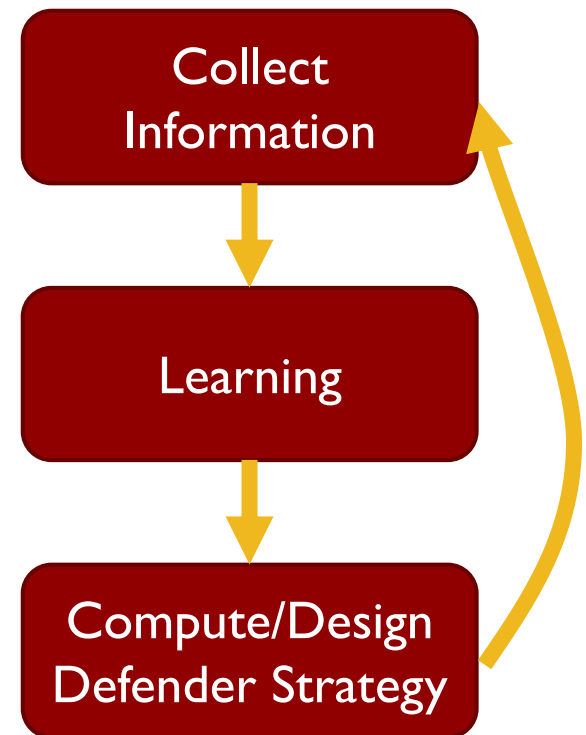 Collect
Information
Learning
Compute/Design
Defender Strategy